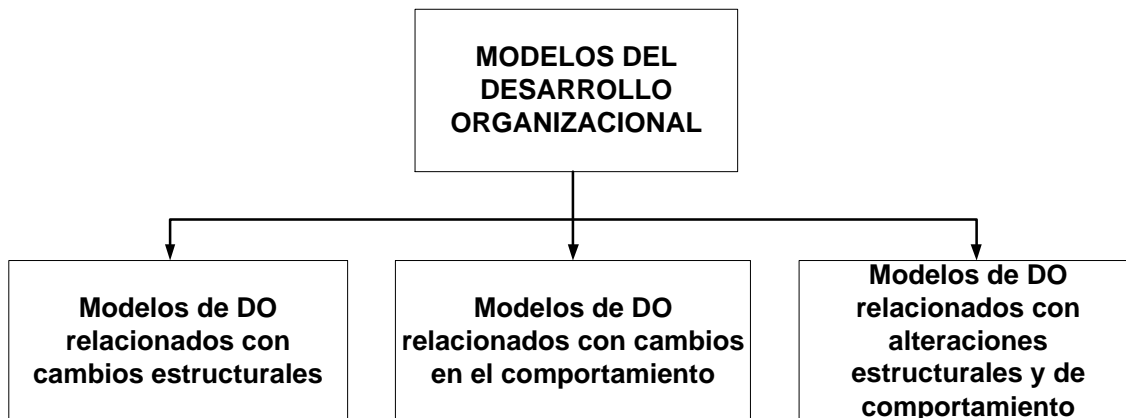 MODELOS DEL
DESARROLLO
ORGANIZACIONAL
Modelos de DO
relacionados con
cambios estructurales
Modelos de DO
relacionados con cambios
en el comportamiento
Modelos de DO
relacionados con
alteraciones
estructurales y de
comportamiento